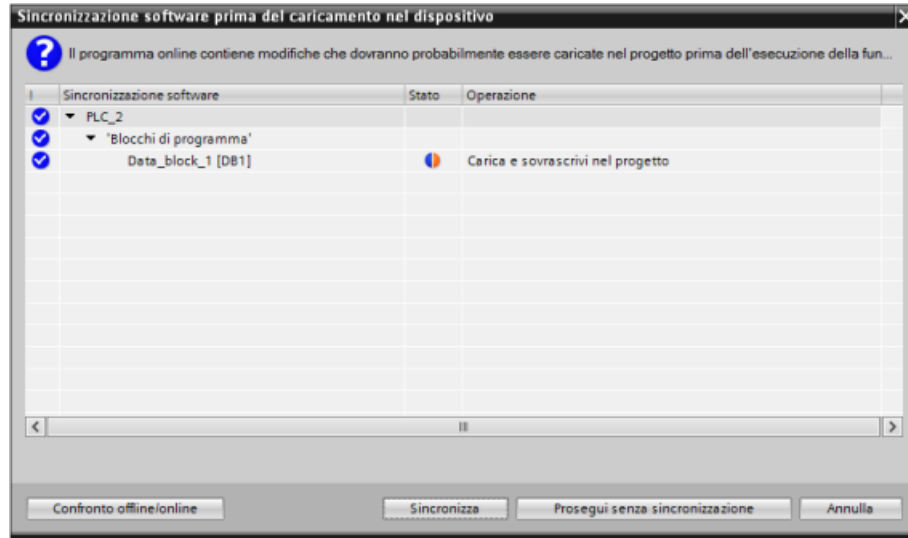 Sincronizzazione software prima del caricamento nel dispositivo
Il programma online contiene modifiche che dovranno probabilmente essere caricate nel progetto prima dell'esecuzione della fun...
! Sincronizzazione software Stato Operazione
PLC_2
'Blocchi di programma'
Data_block_1 [DB1] Carica e sovrascrivi nel progetto
Confronto offline/online Sincronizza Prosegui senza sincronizzazione Annulla